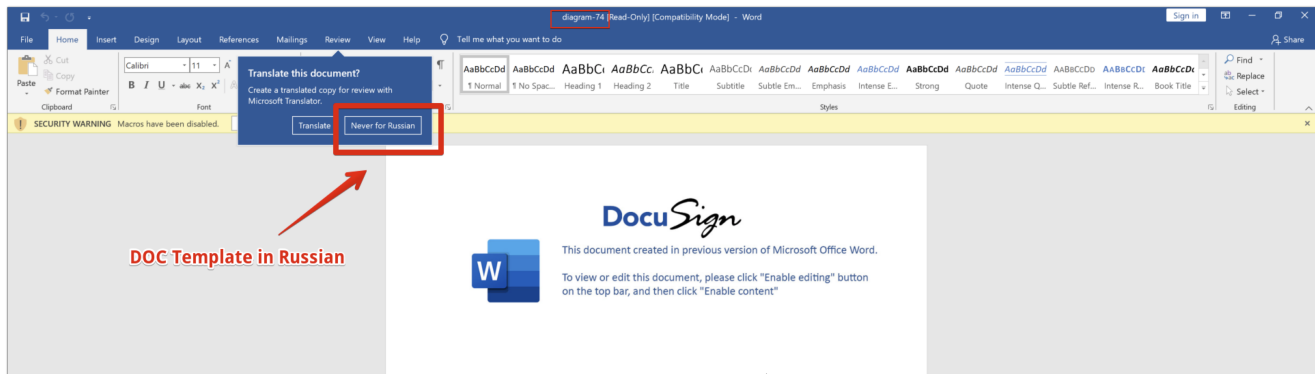 diagram-74 [Read-Only] [Compatibility Mode] - Word
Sign in
File Home Insert Design Layout References Mailings Review View Help Tell me what you want to do
Share
Cut
Copy
Paste
Format Painter
Clipboard
Calibri 11 A
B I U abc X₂ X²
Font
Translate this document?
Create a translated copy for review with
Microsoft Translator.
Translate Never for Russian
¶
AaBbCcDd AaBbCcDd AaBbCc AaBbCc. AaBbC AaBbCcDc AaBbCcDd AaBbCcDd AaBbCcDd AaBbCcDd AaBbCcDd AaBbCcDd AABBCCDD AABBCCDD AaBbCcDc
¶ Normal ¶ No Spac... Heading 1 Heading 2 Title Subtitle Subtle Em... Emphasis Intense E... Strong Quote Intense Q... Subtle Ref... Intense R... Book Title
Styles
Find
Replace
Select
Editing
SECURITY WARNING Macros have been disabled.
DOC Template in Russian
DocuSign
W
This document created in previous version of Microsoft Office Word.
To view or edit this document, please click "Enable editing" button
on the top bar, and then click "Enable content"